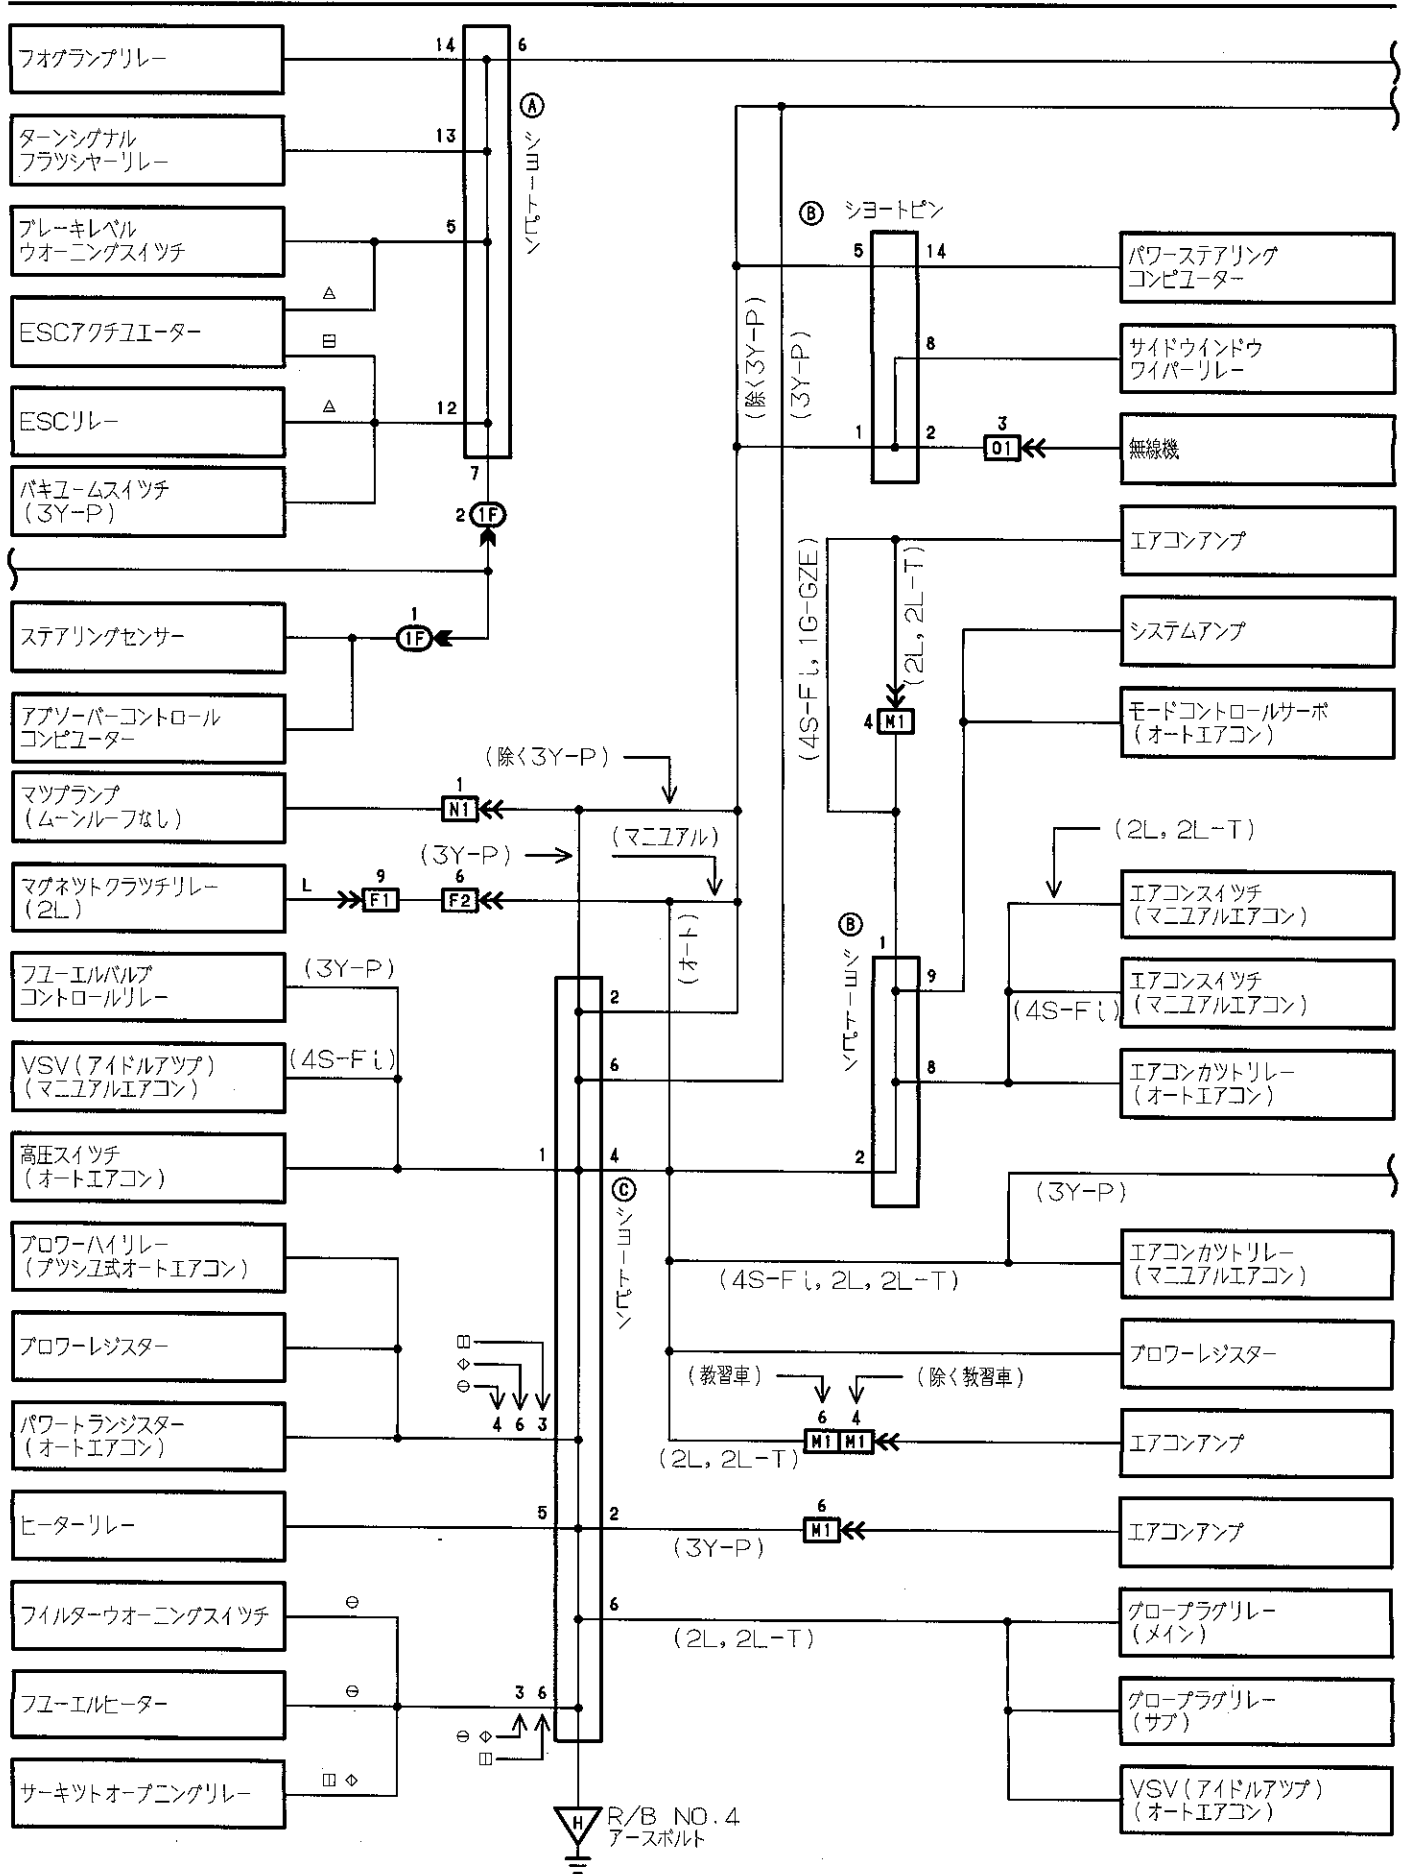 フオグランプリレー
14
6
Ⓐ
シヨートピン
ターンシグナル
フラツシヤーリレー
13
ブレーキレベル
ウオーニングスイツチ
5
ESCアクチユエーター
ESCリレー
12
バキユームスイツチ
(3Y-P)
7
2
1F
ステアリングセンサー
1
1F
アブソーバーコントロール
コンピユーター
(除く3Y-P)
(3Y-P)
Ⓑ
シヨートピン
5
14
パワーステアリング
コンピユーター
8
サイドウインドウ
ワイパーリレー
1
2
3
O1
無線機
エアコンアンプ
(4S-Fi, 1G-GZE)
(2L, 2L-T)
4
M1
システムアンプ
モードコントロールサーボ
(オートエアコン)
マツプランプ
(ムーンルーフなし)
1
N1
(除く3Y-P)
(3Y-P)
(マニユアル)
マグネツトクラツチリレー
(2L)
L
9
F1
6
F2
(オート)
(2L, 2L-T)
エアコンスイツチ
(マニユアルエアコン)
Ⓑ
シヨートピン
1
9
フユーエルバルブ
コントロールリレー
(3Y-P)
2
エアコンスイツチ
(マニユアルエアコン)
(4S-Fi)
VSV(アイドルアツプ)
(マニユアルエアコン)
(4S-Fi)
6
8
エアコンカツトリレー
(オートエアコン)
高圧スイツチ
(オートエアコン)
1
4
2
Ⓒ
シヨートピン
(3Y-P)
ブロワーハイリレー
(プツシユ式オートエアコン)
(4S-Fi, 2L, 2L-T)
エアコンカツトリレー
(マニユアルエアコン)
ブロワーレジスター
ブロワーレジスター
(教習車)
(除く教習車)
パワートランジスター
(オートエアコン)
4 6 3
6
4
M1
M1
(2L, 2L-T)
エアコンアンプ
ヒーターリレー
5
2
(3Y-P)
6
M1
エアコンアンプ
フイルターウオーニングスイツチ
6
(2L, 2L-T)
グロープラグリレー
(メイン)
フユーエルヒーター
3 6
グロープラグリレー
(サブ)
サーキツトオープニングリレー
VSV(アイドルアツプ)
(オートエアコン)
H
R/B NO.4
アースボルト